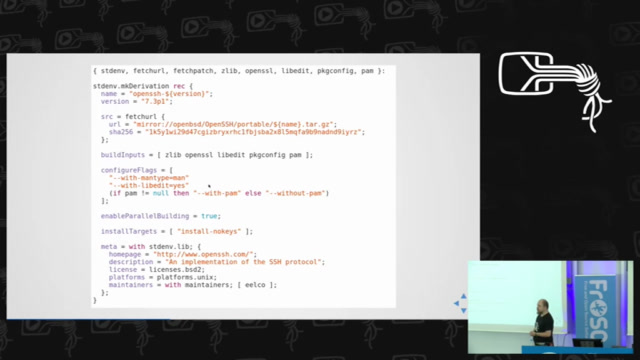 { stdenv, fetchurl, fetchpatch, zlib, openssl, libedit, pkgconfig, pam }:
stdenv.mkDerivation rec {
name = "openssh-${version}";
version = "7.3p1";
src = fetchurl {
url = "mirror://openbsd/OpenSSH/portable/${name}.tar.gz";
};
buildInputs = [ zlib openssl libedit pkgconfig pam ];
configureFlags = [
"--with-mantype=man"
"--with-libedit=yes"
(if pam != null then "--with-pam" else "--without-pam")
];
enableParallelBuilding = true;
installTargets = [ "install-nokeys" ];
meta = with stdenv.lib; {
homepage = "http://www.openssh.com/";
description = "An implementation of the SSH protocol";
license = licenses.bsd2;
platforms = platforms.unix;
maintainers = with maintainers; [ eelco ];
};
}